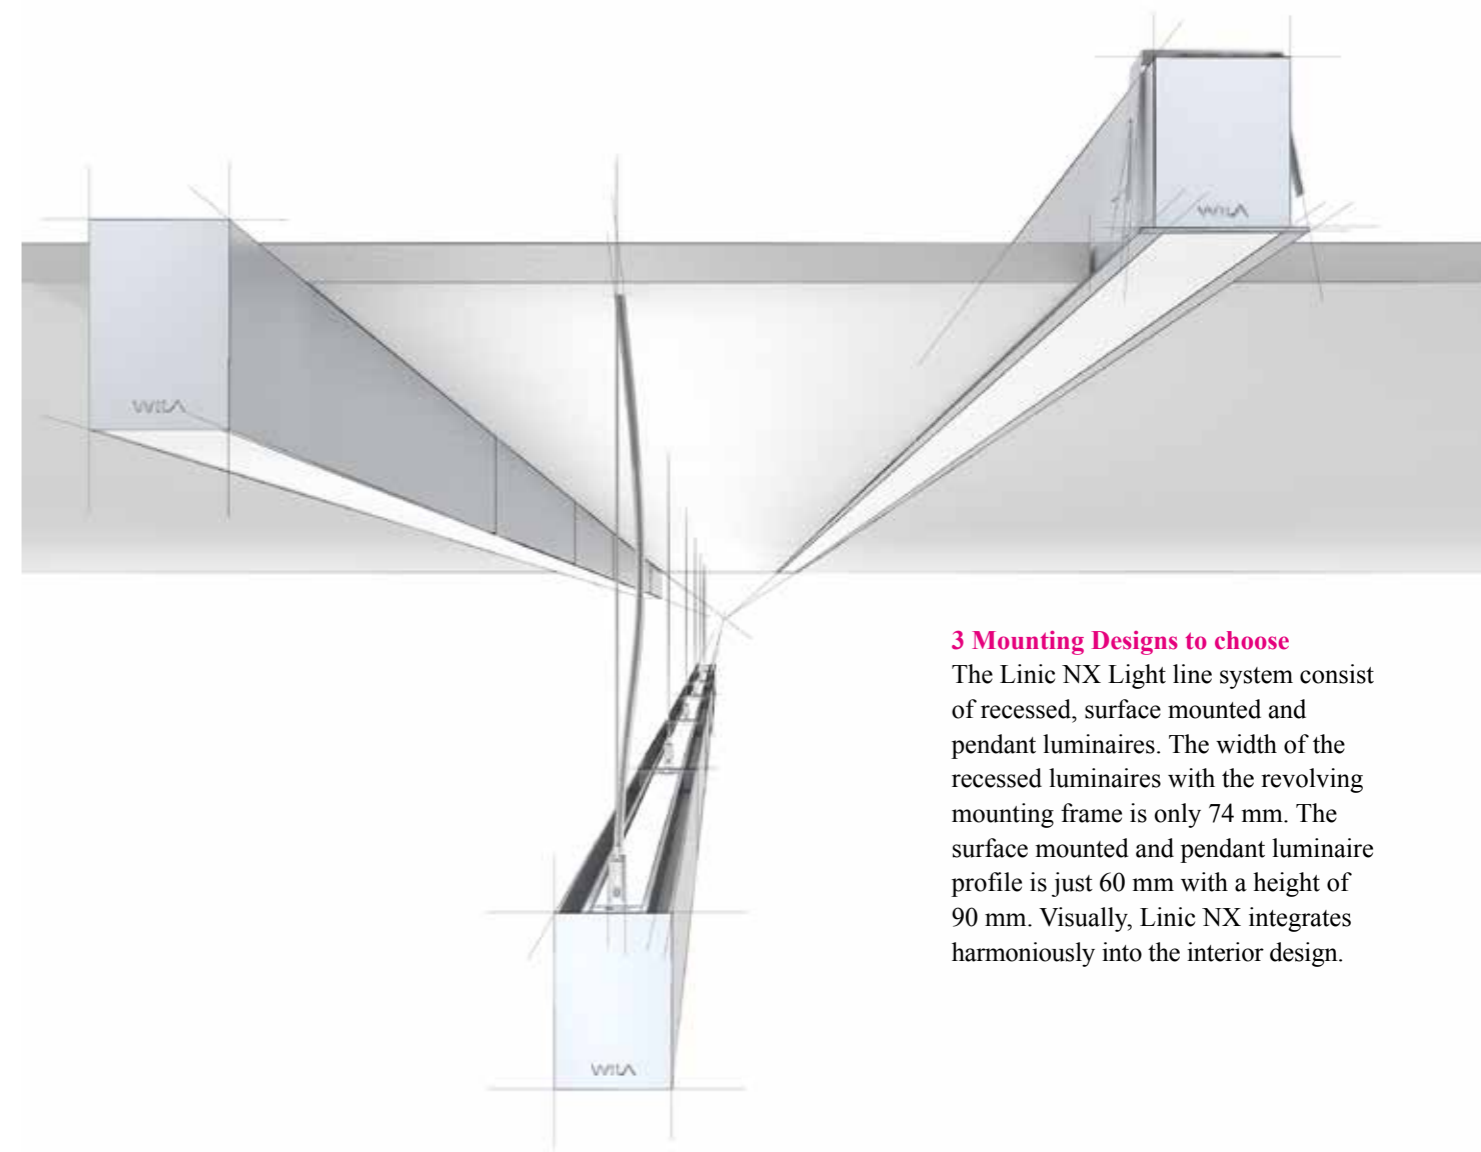 WILA
WILA
3 Mounting Designs to choose
The Linic NX Light line system consist
of recessed, surface mounted and
pendant luminaires. The width of the
recessed luminaires with the revolving
mounting frame is only 74 mm. The
surface mounted and pendant luminaire
profile is just 60 mm with a height of
90 mm. Visually, Linic NX integrates
harmoniously into the interior design.
WILA